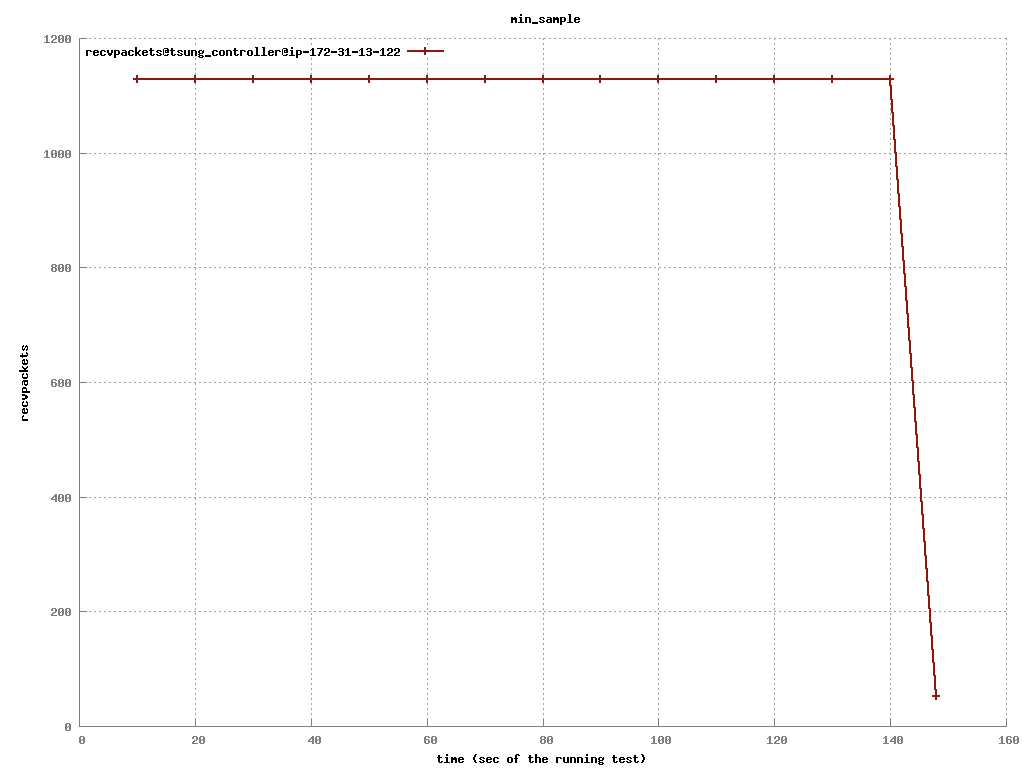 min_sample
1200
recvpackets@tsung_controller@ip-172-31-13-122
1000
800
600
400
200
0
recvpackets
0 20 40 60 80 100 120 140 160
time (sec of the running test)